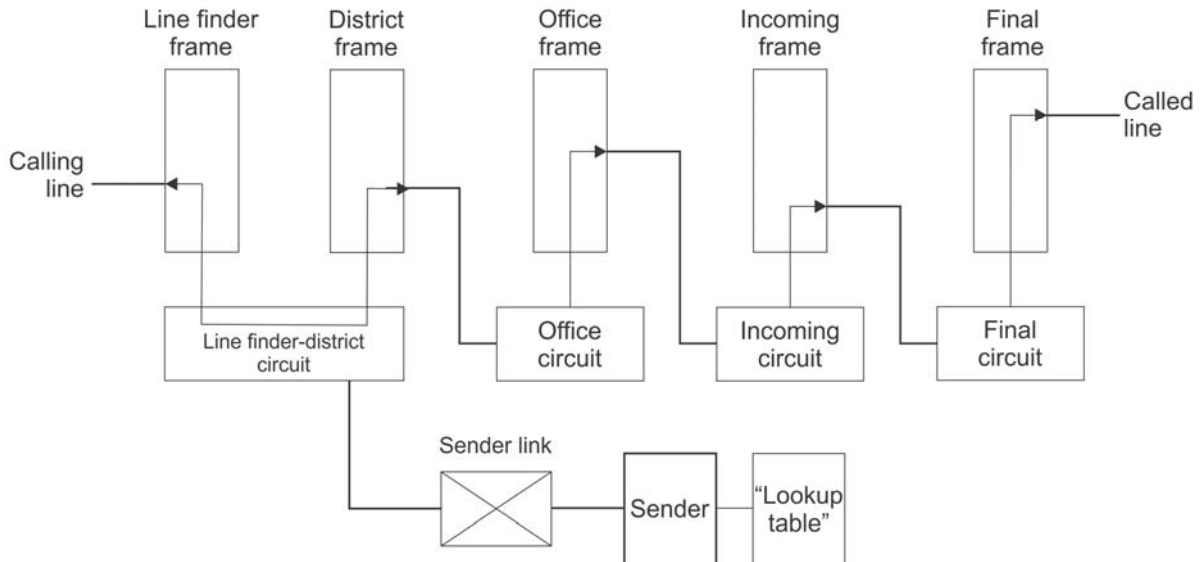 Line finder
frame
District
frame
Office
frame
Incoming
frame
Final
frame
Calling
line
Called
line
Line finder-district
circuit
Office
circuit
Incoming
circuit
Final
circuit
Sender link
Sender
“Lookup
table”